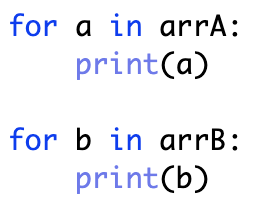 for a in arrA:
    print(a)

for b in arrB:
    print(b)